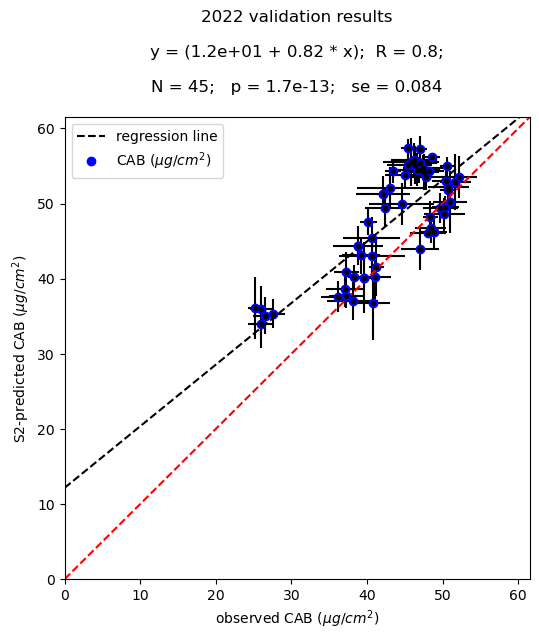 2022 validation results
y = (1.2e+01 + 0.82 * x);  R = 0.8;
N = 45;   p = 1.7e-13;   se = 0.084
regression line
CAB (μg/cm²)
S2-predicted CAB (μg/cm²)
60
50
40
30
20
10
0
0 10 20 30 40 50 60
observed CAB (μg/cm²)